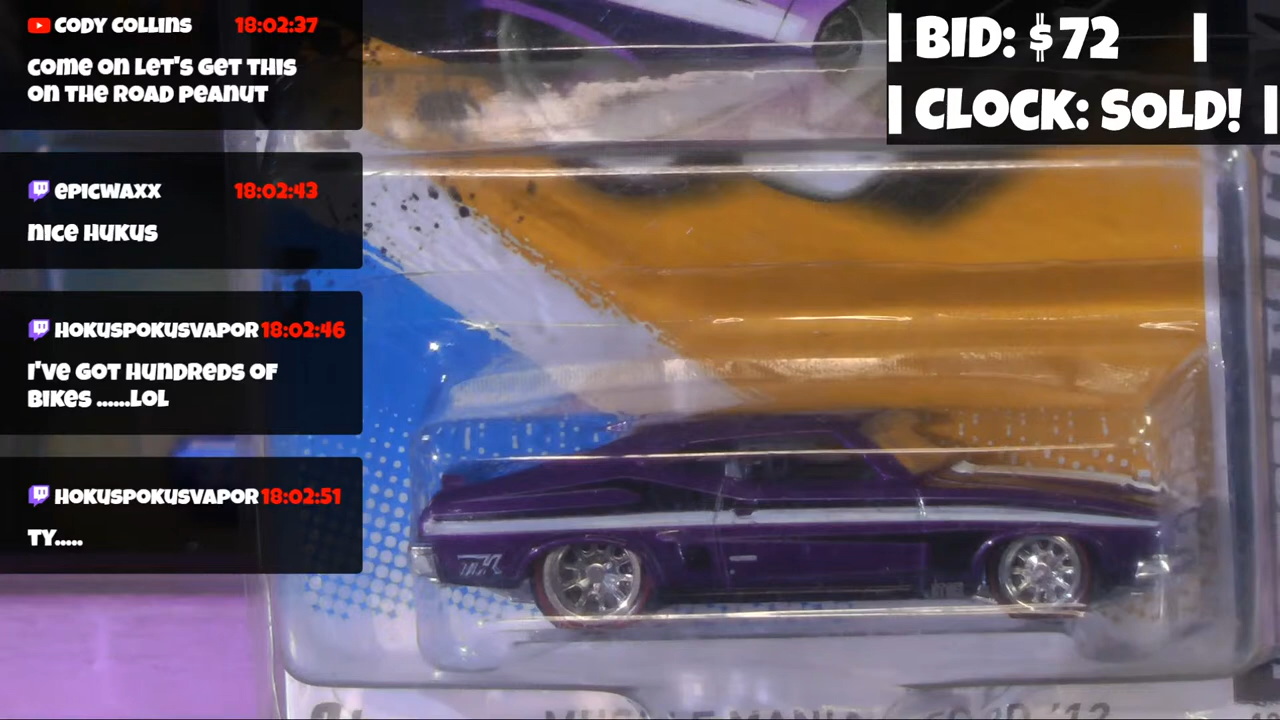 CODY COLLINS 18:02:37
COME ON LET'S GET THIS
ON THE ROAD PEANUT
EPICWAXX 18:02:43
NICE HUKUS
HOKUSPOKUSVAPOR 18:02:46
I'VE GOT HUNDREDS OF
BIKES ......LOL
HOKUSPOKUSVAPOR 18:02:51
TY.....
| BID: $72 |
| CLOCK: SOLD! |